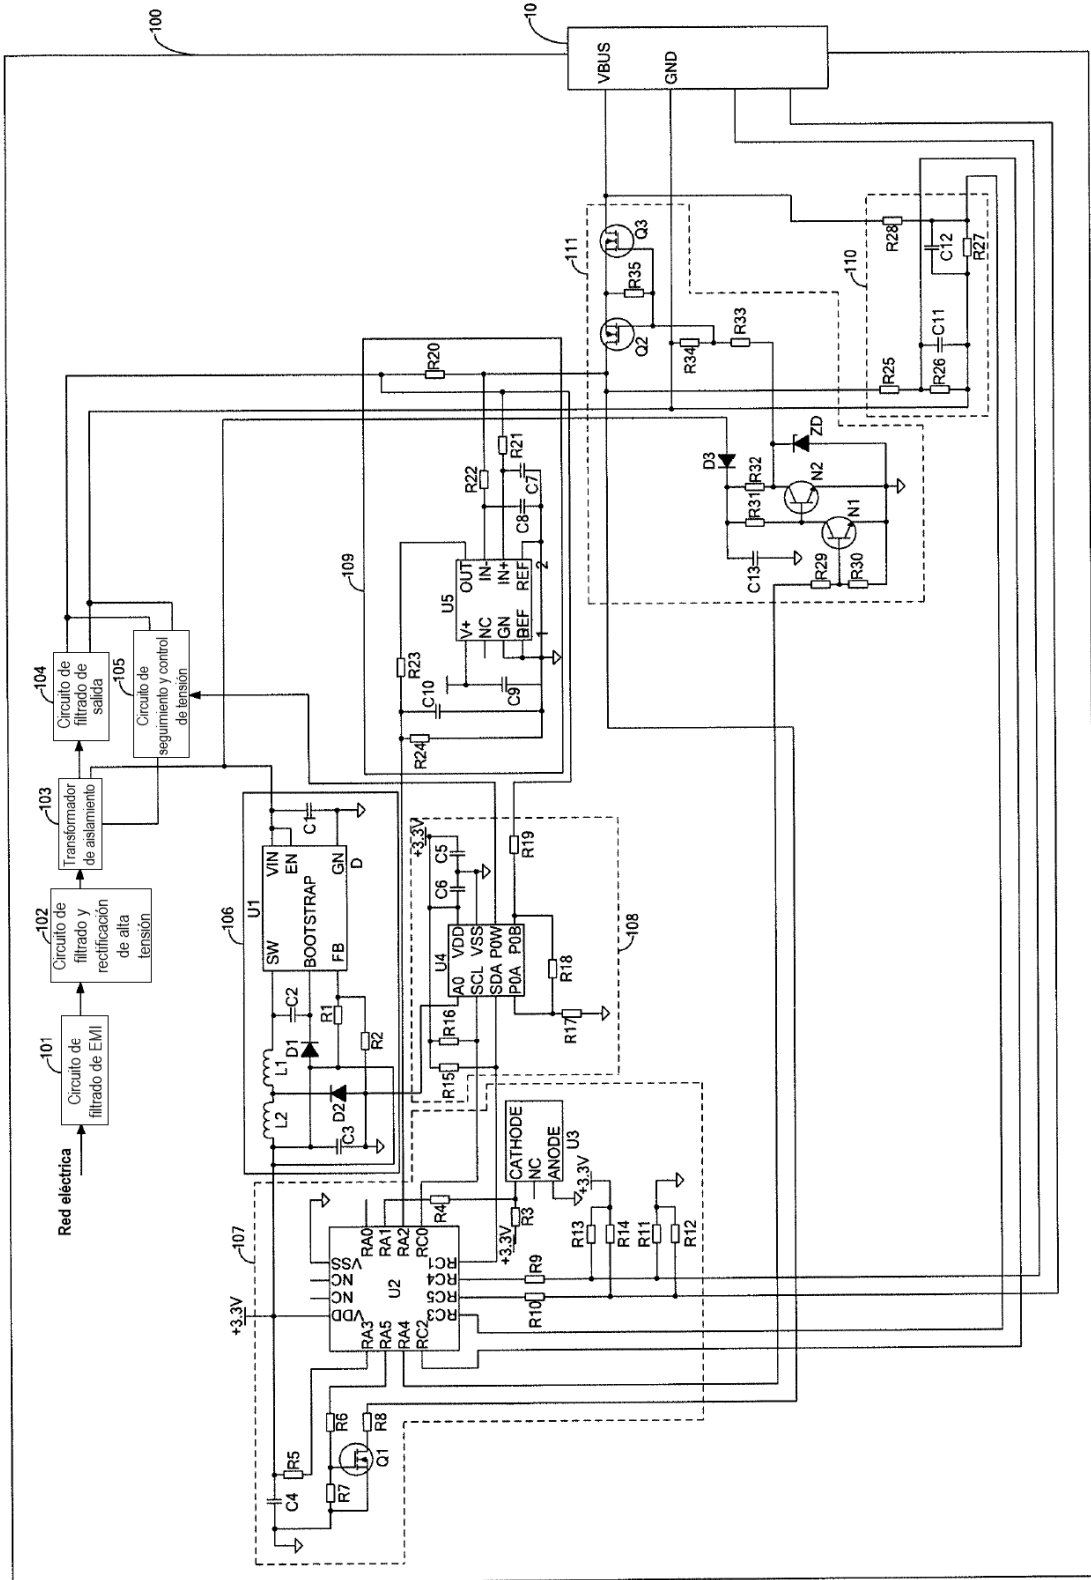 100
10
VBUS
GND
Red eléctrica
101
Circuito de
filtrado de EMI
102
Circuito de
filtrado y
rectificación
de alta
tensión
103
Transformador
de aislamiento
104
Circuito de
filtrado de
salida
105
Circuito de
seguimiento y control
de tensión
106
U1
SW
BOOTSTRAP
FB
VIN
EN
GN
D
L2
L1
C2
D1
R1
R2
D2
C3
C1
107
+3.3V
VDD
NC
NC
VSS
U2
RA3
RA5
RA4
RC2
RA0
RA1
RA2
RC0
RC3
RC5
RC4
RC1
C4
R5
R6
R7
R8
Q1
R4
R3
+3.3V
CATHODE
NC
ANODE
U3
+3.3V
R9
R10
R13
R14
R11
R12
108
U4
A0
SCL
SDA
P0A
VDD
VSS
P0W
P0B
+3.3V
C5
C6
R15
R16
R17
R18
R19
109
U5
V+
NC
GN
REF
1
OUT
IN-
IN+
REF
2
R20
R21
R22
R23
R24
C7
C8
C9
C10
111
Q2
Q3
R35
R34
R33
D3
ZD
R31
R32
N2
N1
C13
R29
R30
110
R28
C12
R27
C11
R25
R26